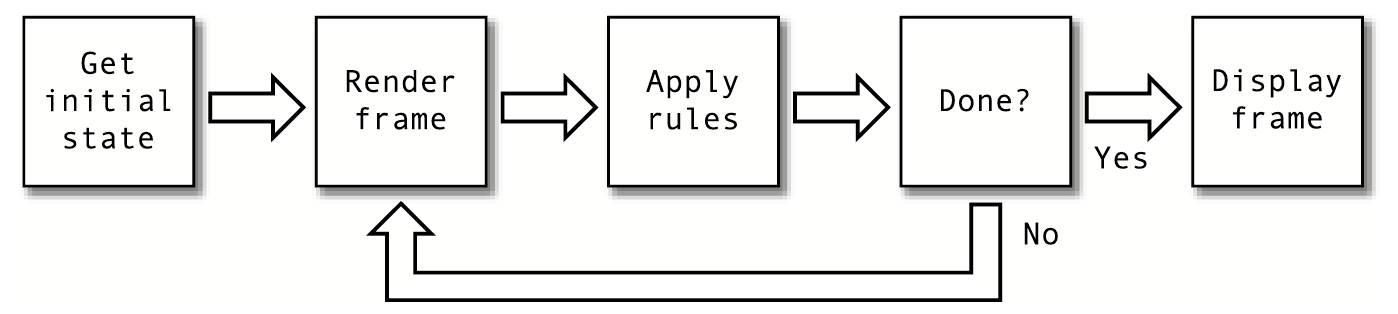 Get
initial
state
Render
frame
Apply
rules
Done?
Yes
No
Display
frame